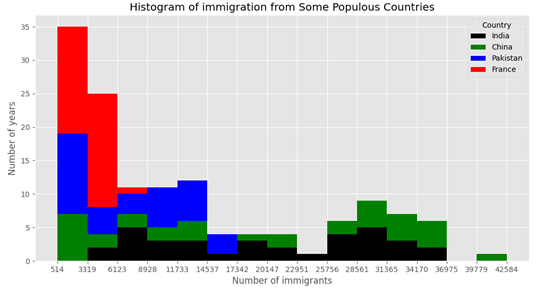 Histogram of immigration from Some Populous Countries
Country
India
China
Pakistan
France
Number of years
35
30
25
20
15
10
5
0
514 3319 6123 8928 11733 14537 17342 20147 22951 25756 28561 31365 34170 36975 39779 42584
Number of immigrants